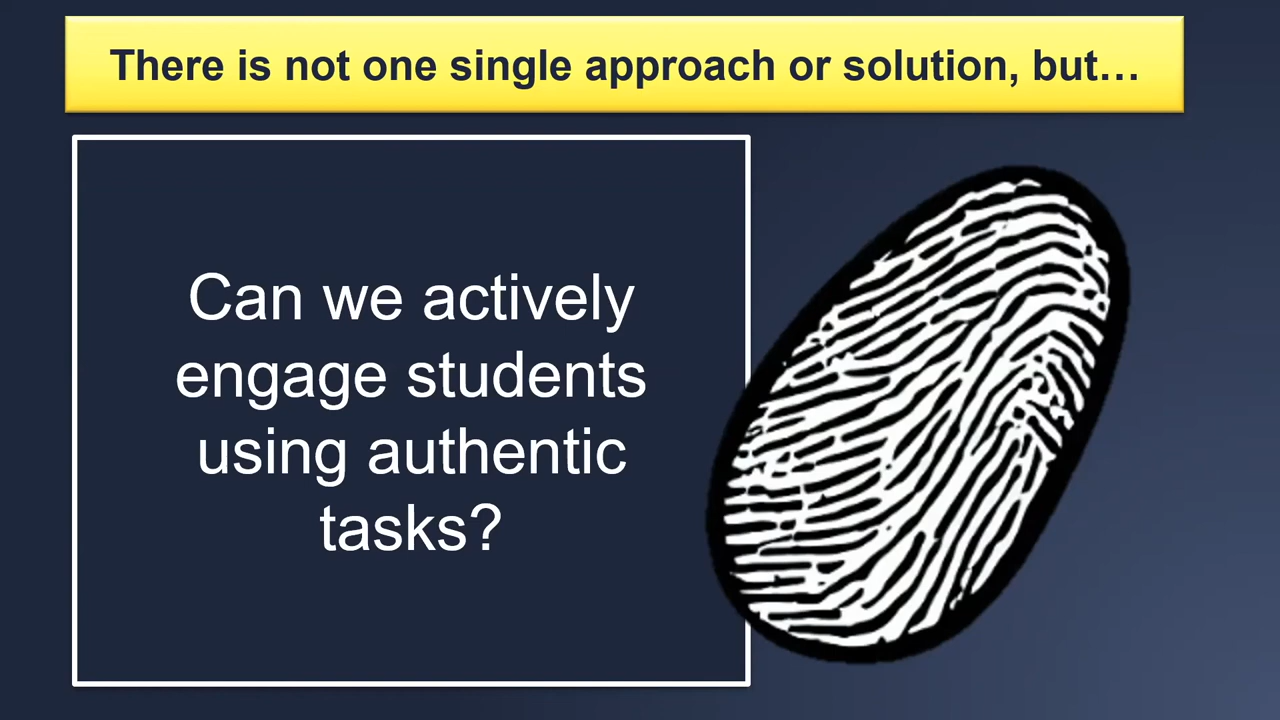 There is not one single approach or solution, but…
Can we actively
engage students
using authentic
tasks?